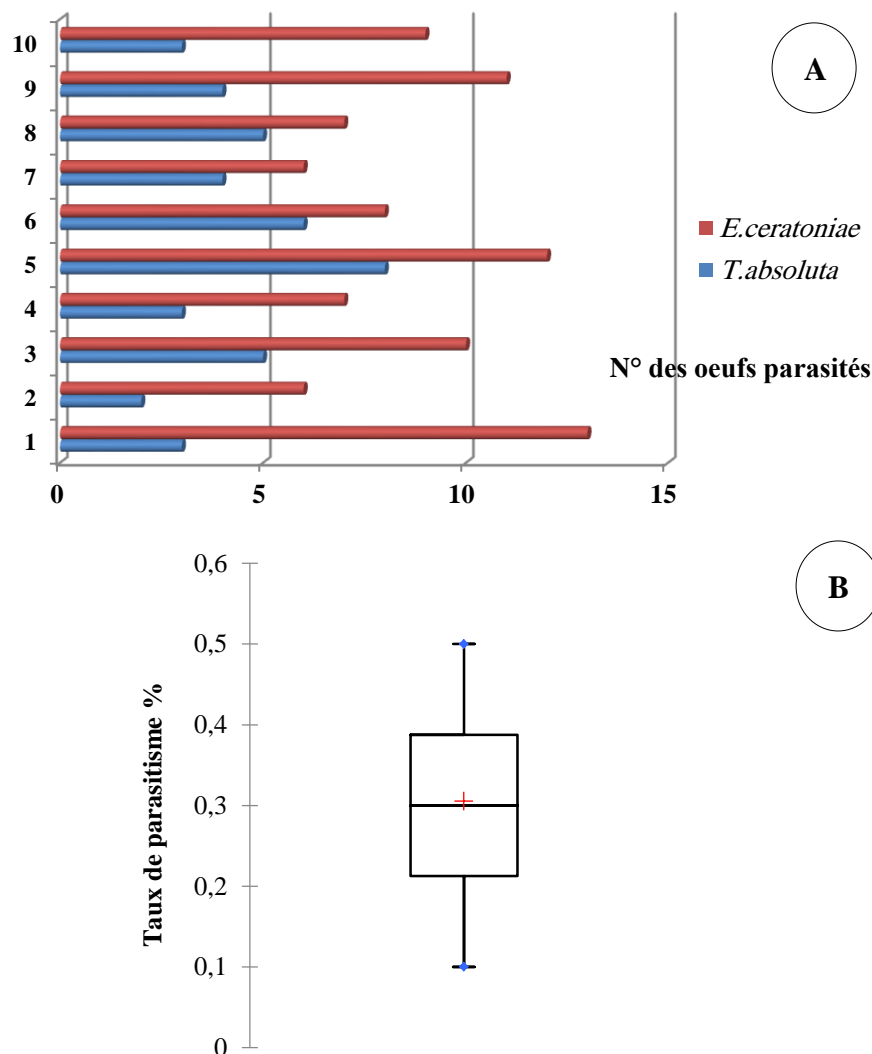 10
9
8
7
6
5
4
3
2
1
A
E.ceratoniae
T.absoluta
N° des oeufs parasités
0 5 10 15
B
Taux de parasitisme %
0,6
0,5
0,4
0,3
0,2
0,1
0